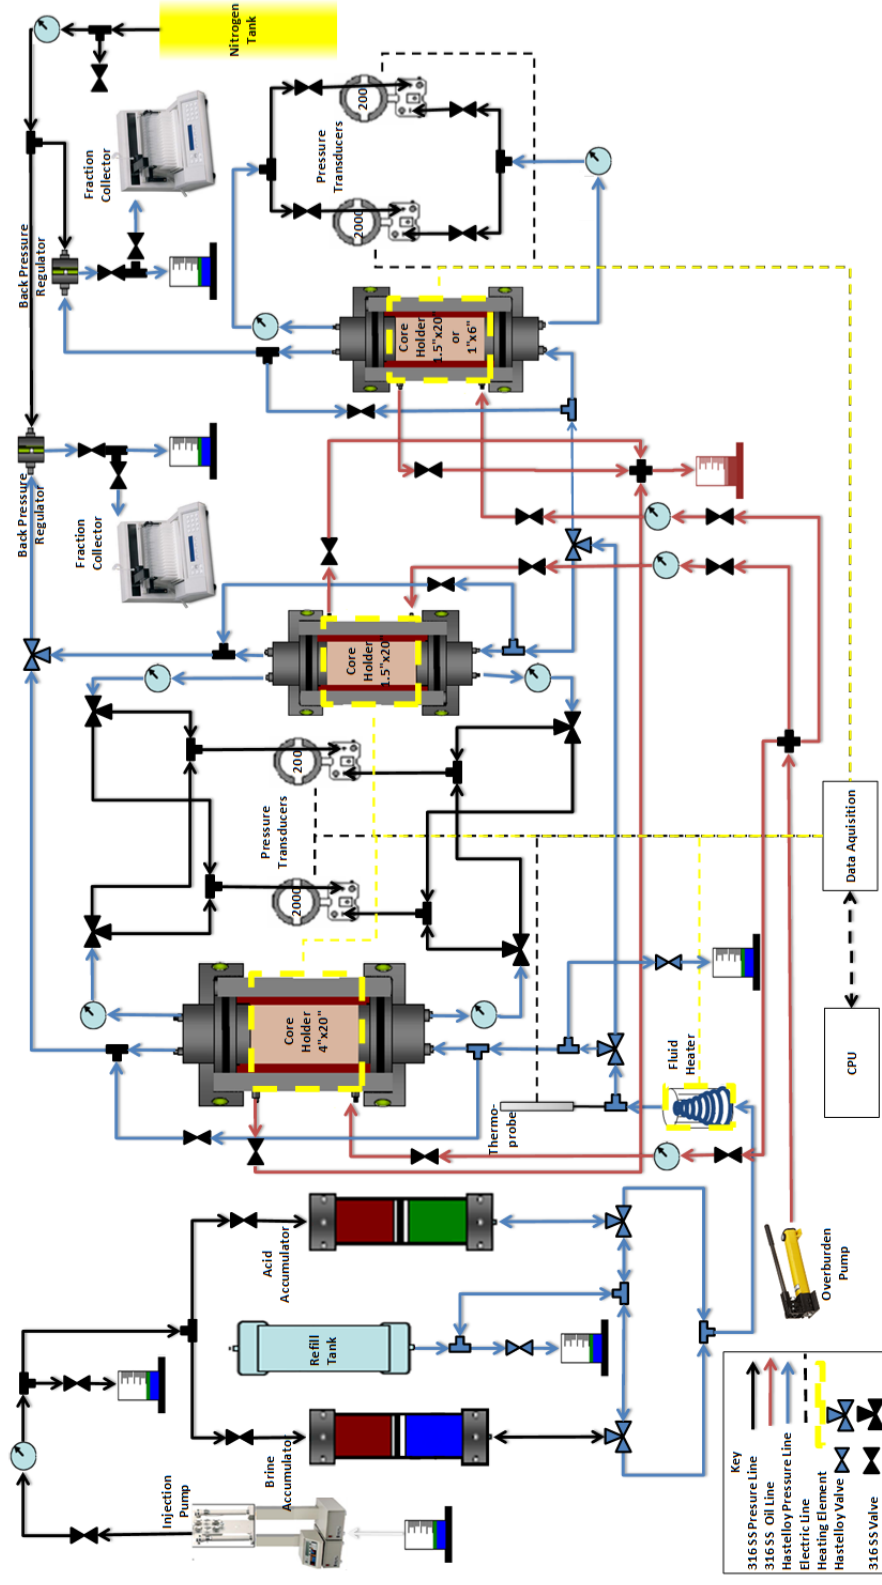 Nitrogen
Tank
Fraction
Collector
Back Pressure
Regulator
Pressure
Transducers
200
2000
Core
Holder
1.5"x20"
or
1"x6"
Back Pressure
Regulator
Fraction
Collector
Core
Holder
1.5"x20"
Pressure
Transducers
200
2000
Core
Holder
4"x20"
Thermo-
probe
Fluid
Heater
Data Aquisition
CPU
Acid
Accumulator
Refill
Tank
Brine
Accumulator
Injection
Pump
Overburden
Pump
Key
316 SS Presure Line
316 SS Oil Line
Hastelloy Pressure Line
Electric Line
Heating Element
Hastelloy Valve
316 SS Valve